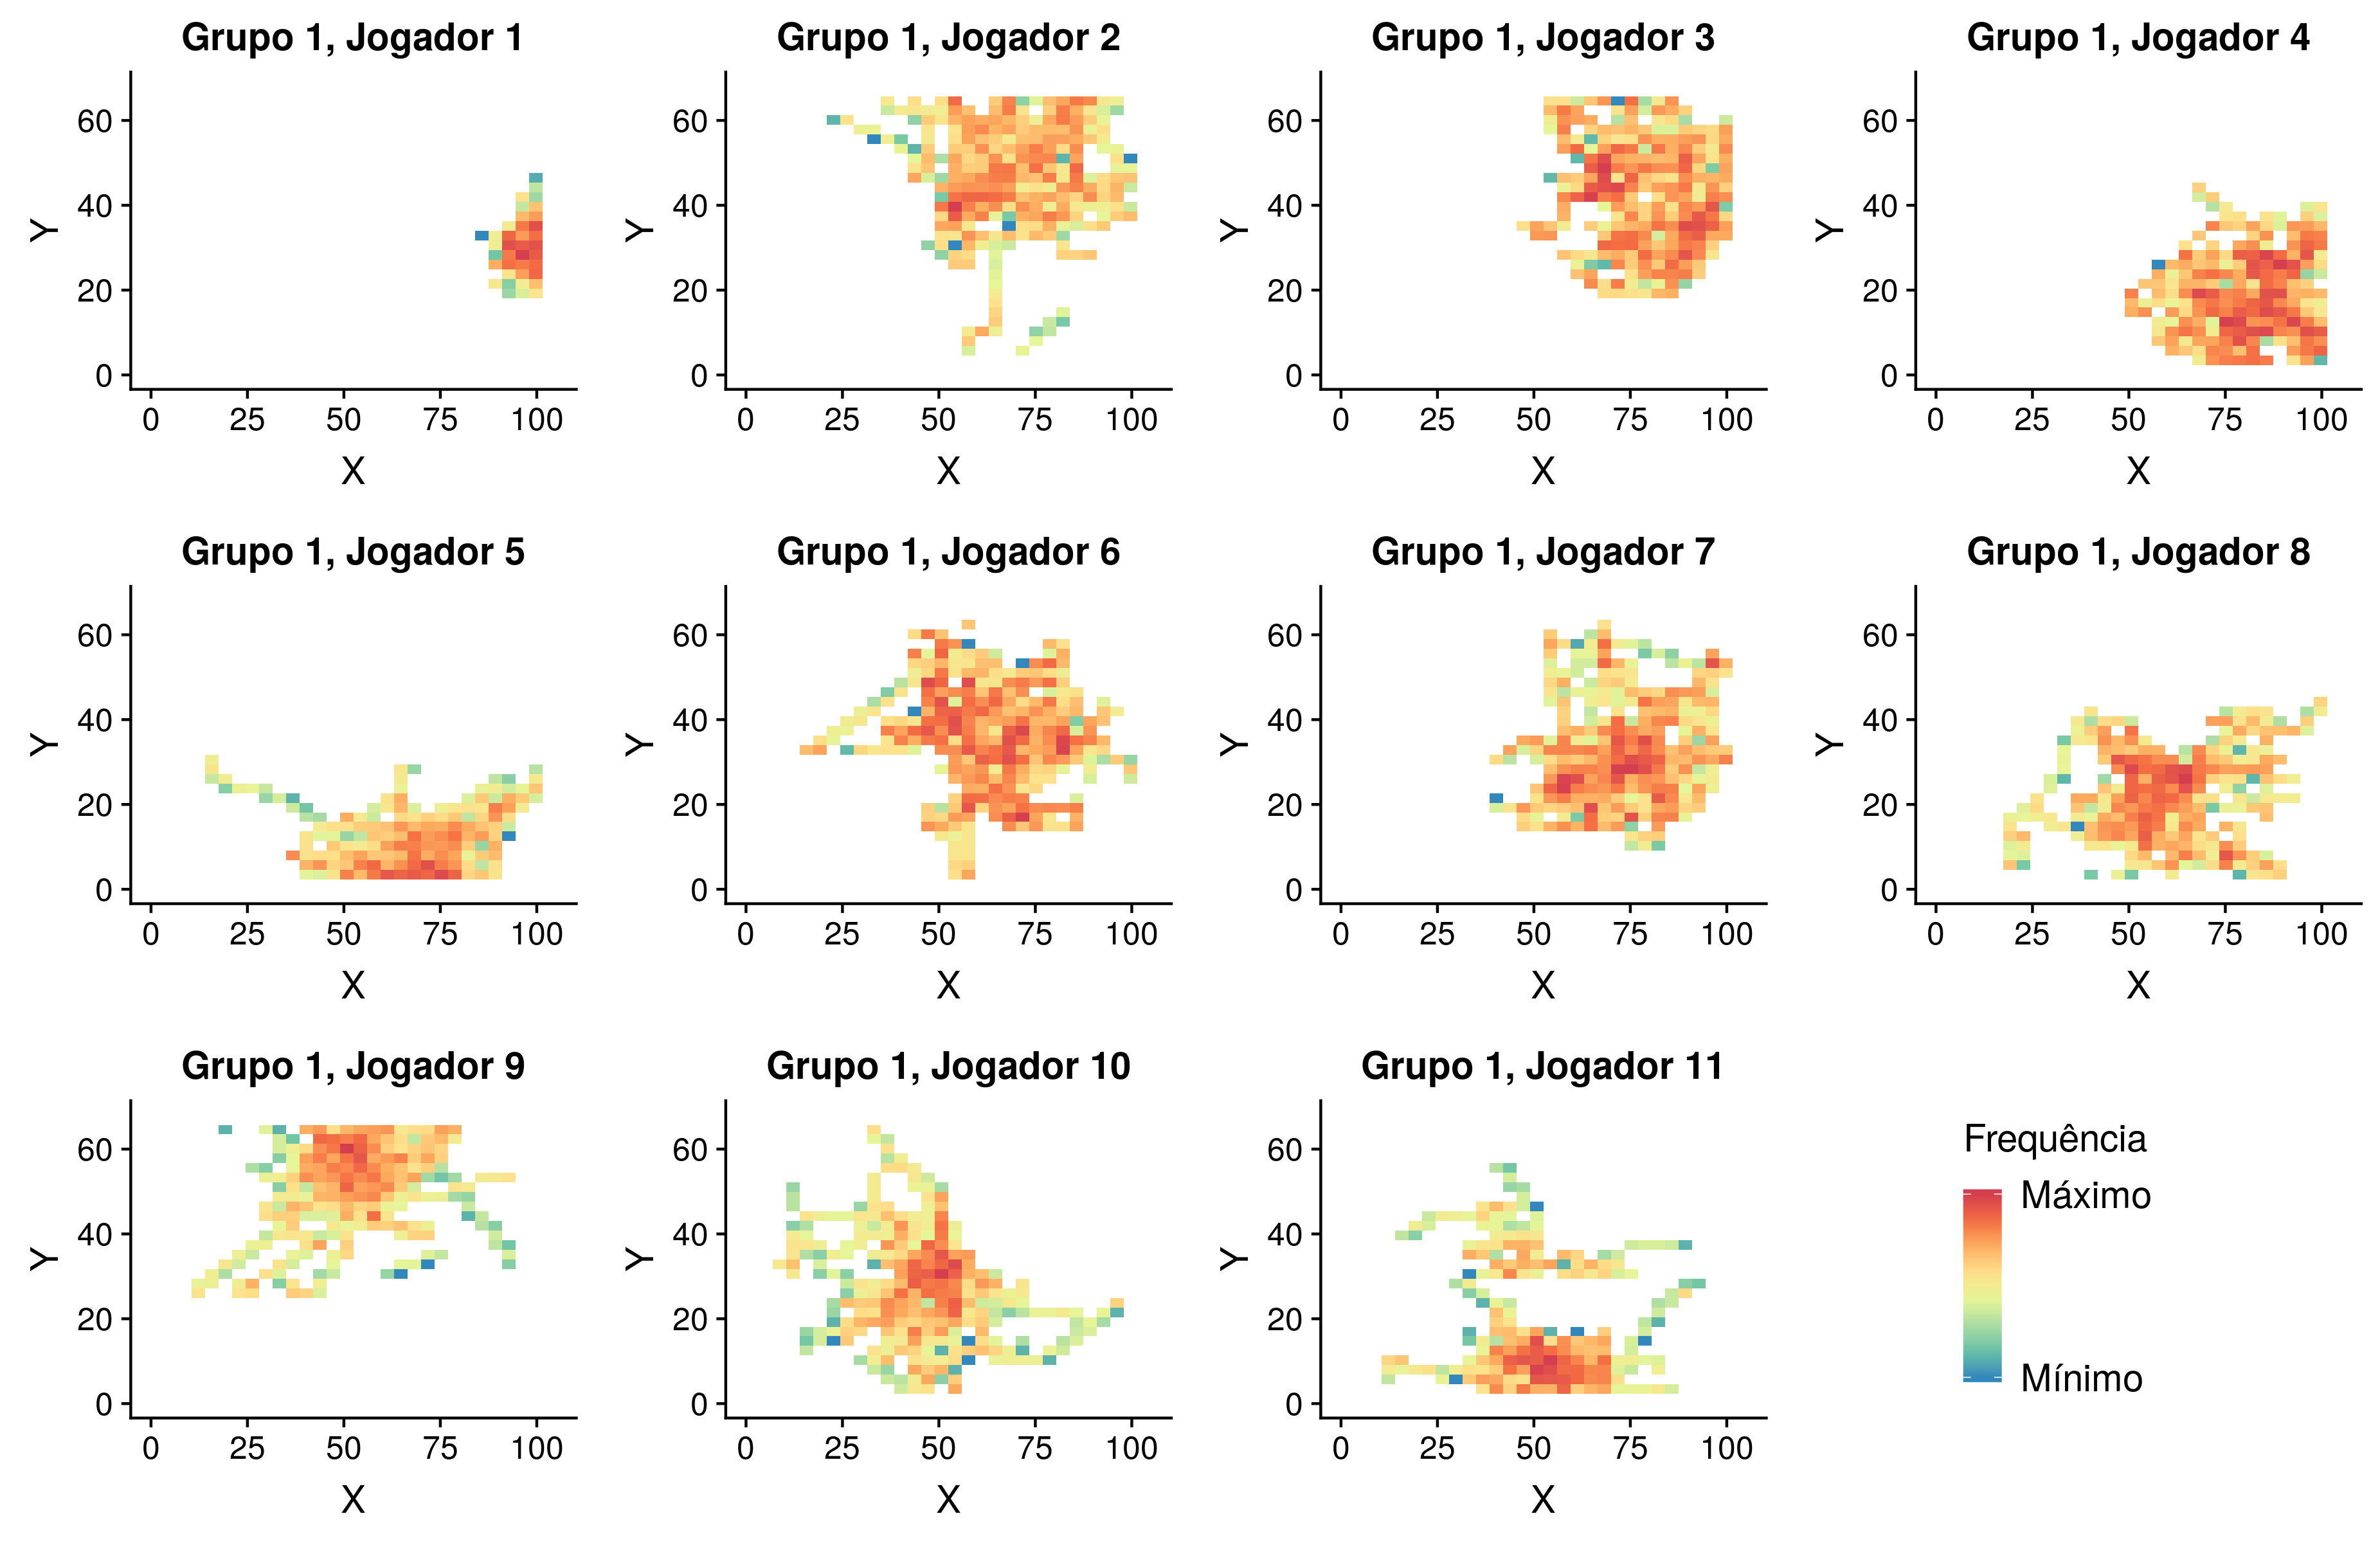 Grupo 1, Jogador 1
Grupo 1, Jogador 2
Grupo 1, Jogador 3
Grupo 1, Jogador 4
Y
60
40
20
0
0 25 50 75 100
X
Y
60
40
20
0
0 25 50 75 100
X
Y
60
40
20
0
0 25 50 75 100
X
Y
60
40
20
0
0 25 50 75 100
X
Grupo 1, Jogador 5
Grupo 1, Jogador 6
Grupo 1, Jogador 7
Grupo 1, Jogador 8
Y
60
40
20
0
0 25 50 75 100
X
Y
60
40
20
0
0 25 50 75 100
X
Y
60
40
20
0
0 25 50 75 100
X
Y
60
40
20
0
0 25 50 75 100
X
Grupo 1, Jogador 9
Grupo 1, Jogador 10
Grupo 1, Jogador 11
Y
60
40
20
0
0 25 50 75 100
X
Y
60
40
20
0
0 25 50 75 100
X
Y
60
40
20
0
0 25 50 75 100
X
Frequência
Máximo
Mínimo